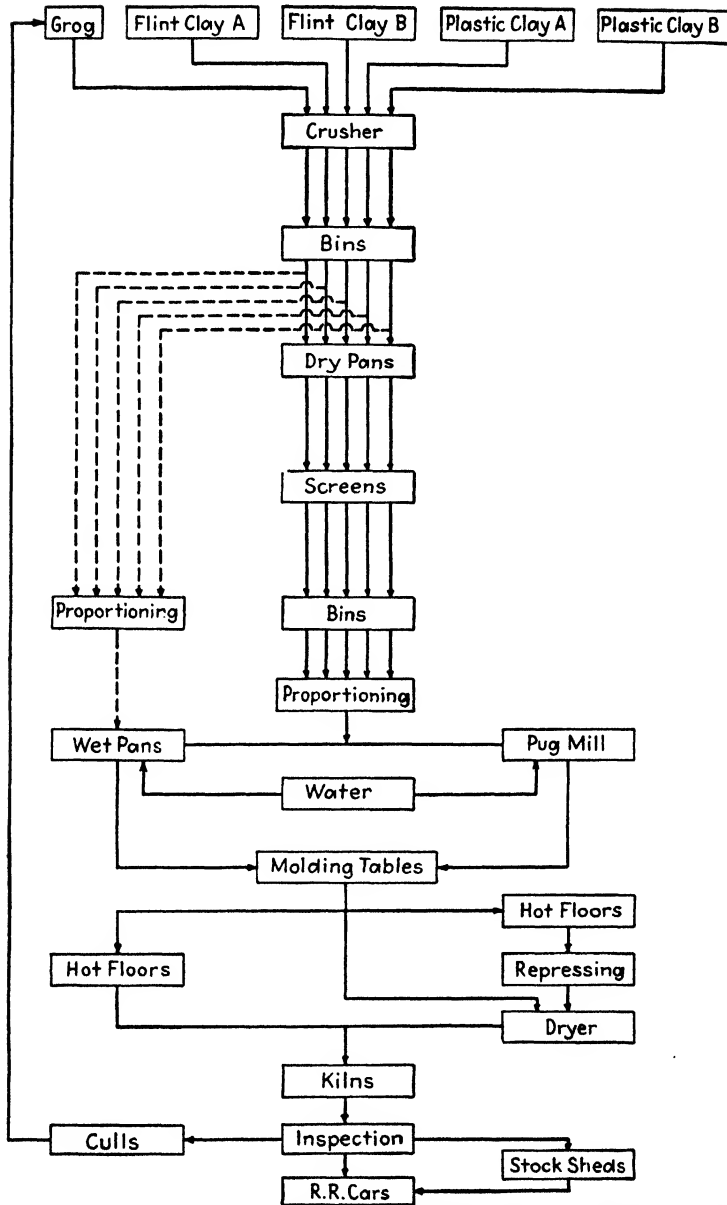 Grog
Flint Clay A
Flint Clay B
Plastic Clay A
Plastic Clay B
Crusher
Bins
Dry Pans
Screens
Proportioning
Bins
Proportioning
Wet Pans
Pug Mill
Water
Molding Tables
Hot Floors
Hot Floors
Repressing
Dryer
Kilns
Culls
Inspection
Stock Sheds
R.R.Cars